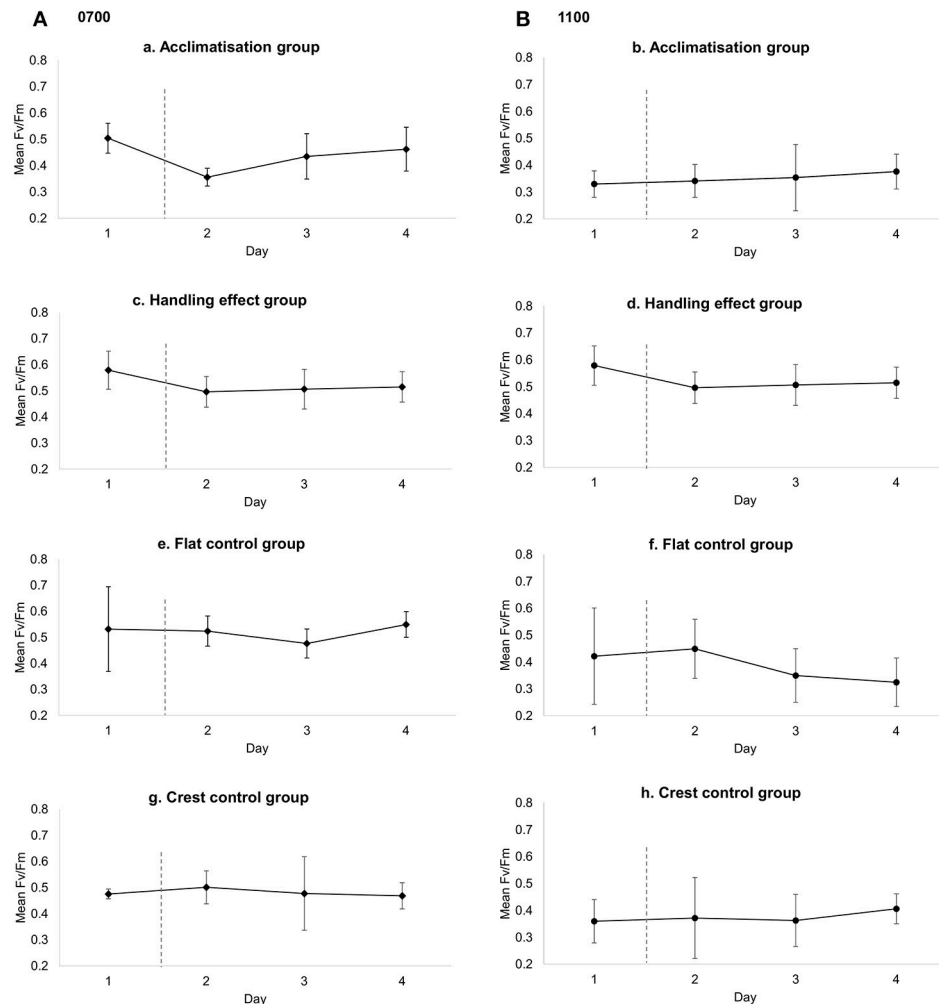 A 0700
B 1100
a. Acclimatisation group
Mean Fv/Fm
0.8
0.7
0.6
0.5
0.4
0.3
0.2
1 2 3 4
Day
b. Acclimatisation group
Mean Fv/Fm
0.8
0.7
0.6
0.5
0.4
0.3
0.2
1 2 3 4
Day
c. Handling effect group
Mean Fv/Fm
0.8
0.7
0.6
0.5
0.4
0.3
0.2
1 2 3 4
Day
d. Handling effect group
Mean Fv/Fm
0.8
0.7
0.6
0.5
0.4
0.3
0.2
1 2 3 4
Day
e. Flat control group
Mean Fv/Fm
0.8
0.7
0.6
0.5
0.4
0.3
0.2
1 2 3 4
Day
f. Flat control group
Mean Fv/Fm
0.8
0.7
0.6
0.5
0.4
0.3
0.2
1 2 3 4
Day
g. Crest control group
Mean Fv/Fm
0.8
0.7
0.6
0.5
0.4
0.3
0.2
1 2 3 4
Day
h. Crest control group
Mean Fv/Fm
0.8
0.7
0.6
0.5
0.4
0.3
0.2
1 2 3 4
Day